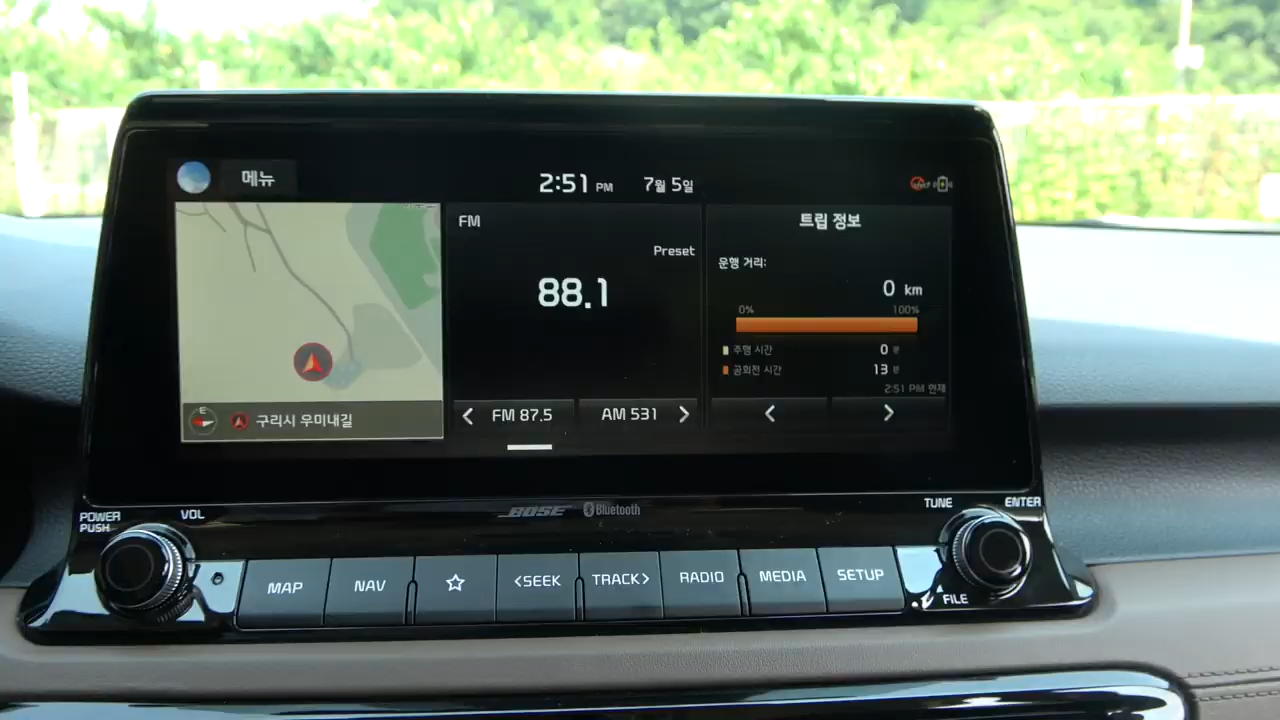 메뉴
2:51 PM 7월 5일
구리시 우미내길
E
FM
Preset
88.1
FM 87.5
AM 531
트립 정보
운행 거리:
0 km
0% 100%
주행 시간 0 분
공회전 시간 13 분
2:51 PM 현재
POWER PUSH
VOL
BOSE Bluetooth
TUNE
ENTER
MAP NAV <SEEK TRACK> RADIO MEDIA SETUP
FILE